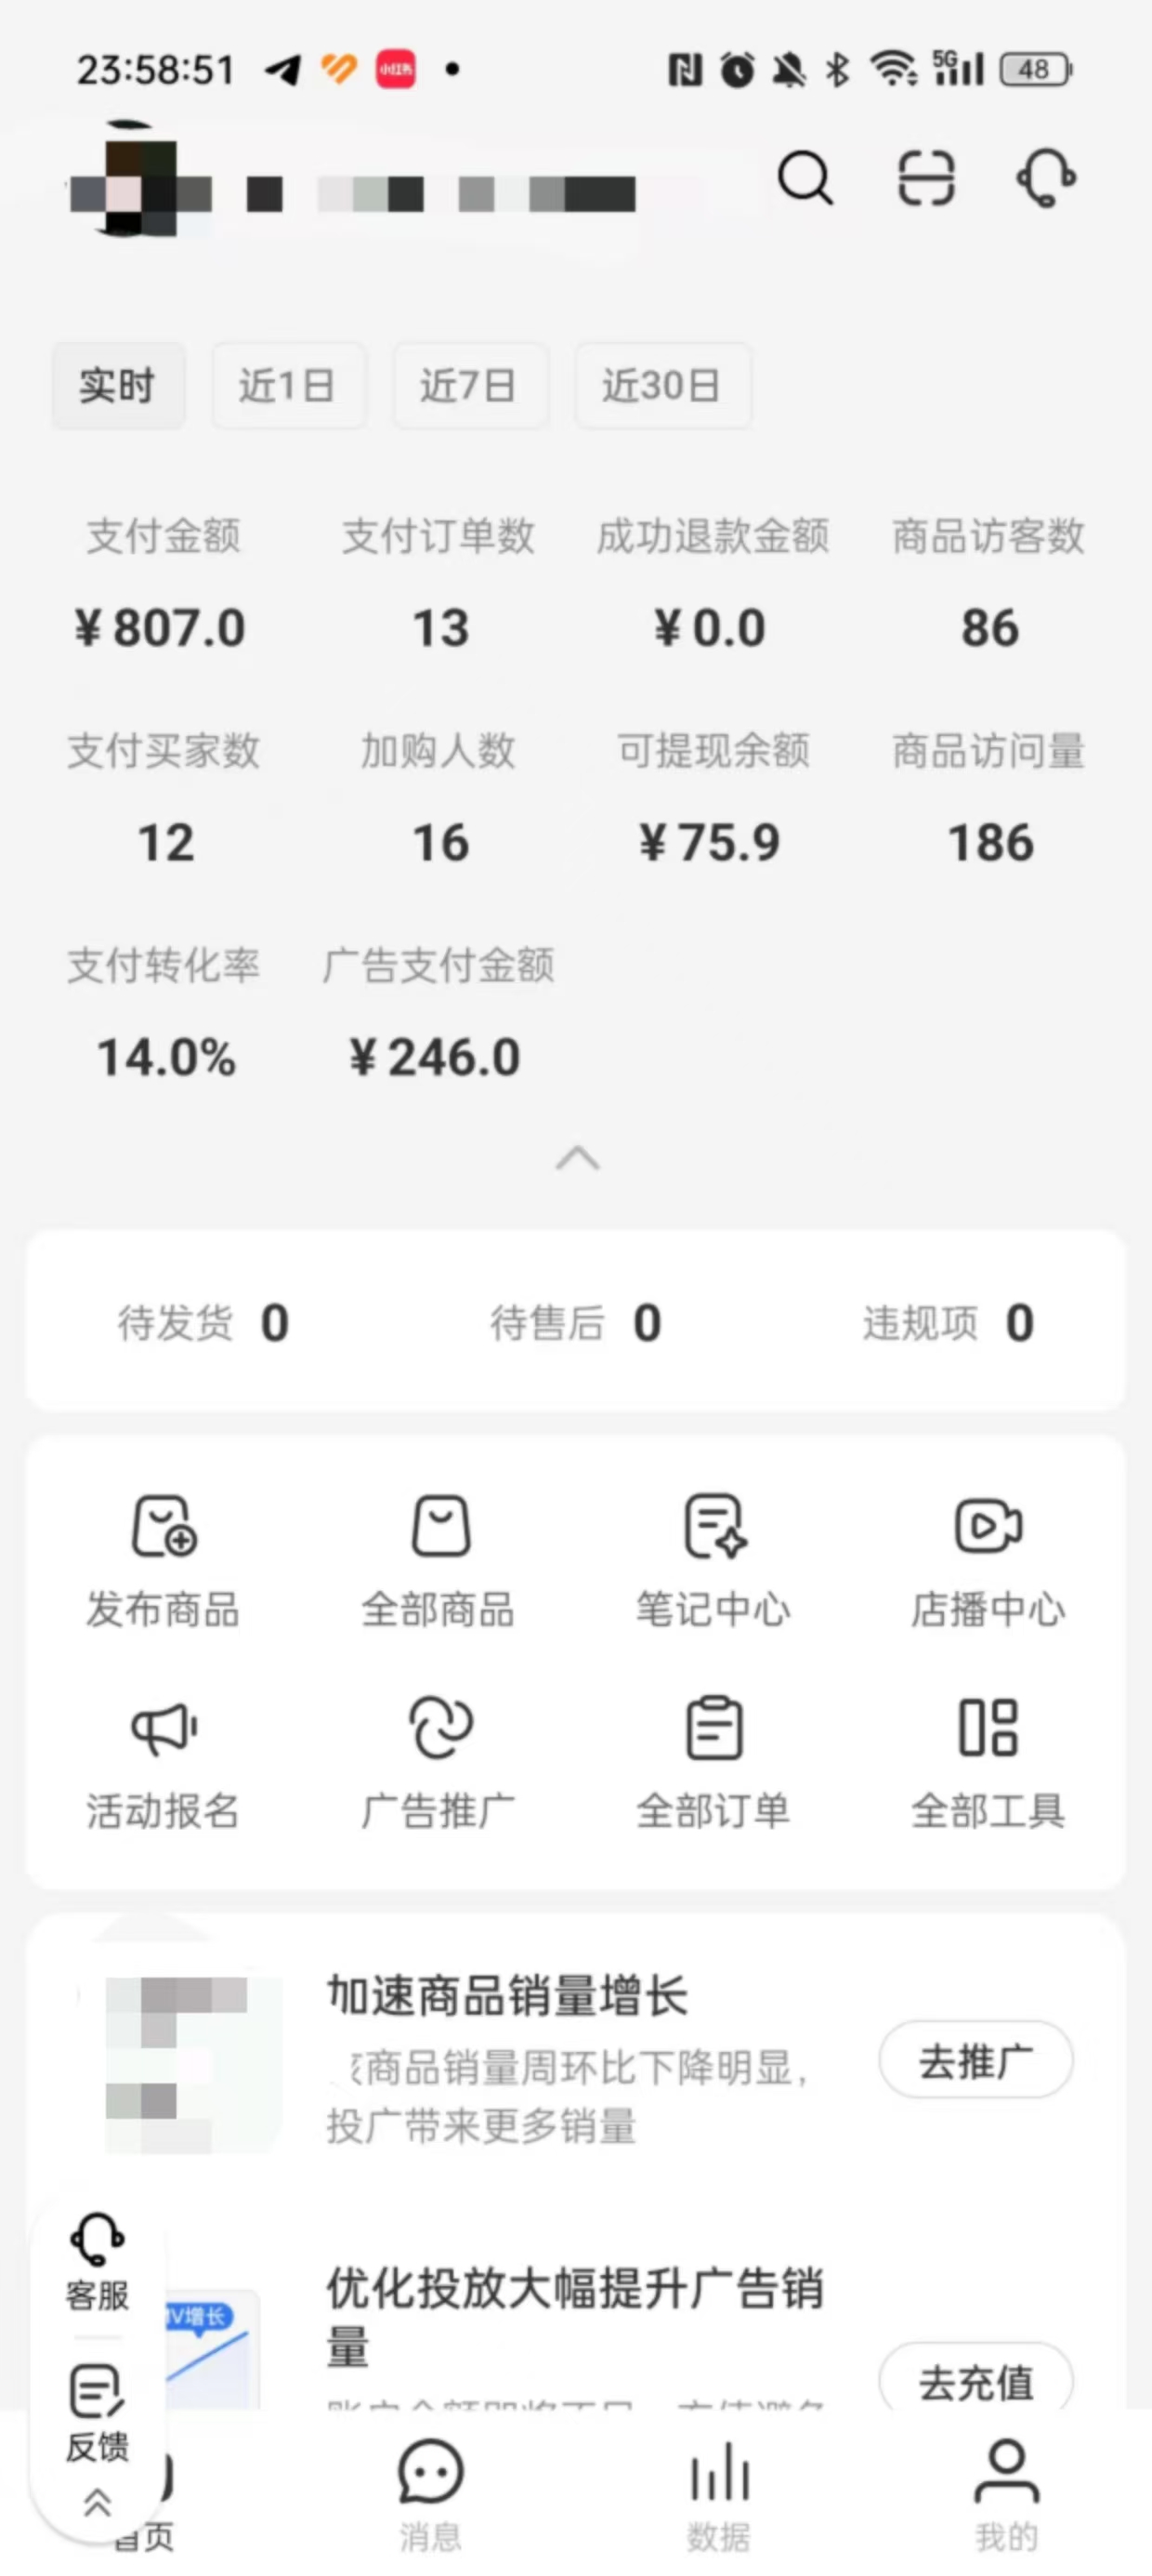 23:58:51
小红书
5G
48
实时 近1日 近7日 近30日
支付金额 支付订单数 成功退款金额 商品访客数
¥807.0 13 ¥0.0 86
支付买家数 加购人数 可提现余额 商品访问量
12 16 ¥75.9 186
支付转化率 广告支付金额
14.0% ¥246.0
待发货 0 待售后 0 违规项 0
发布商品 全部商品 笔记中心 店播中心
活动报名 广告推广 全部订单 全部工具
加速商品销量增长
商品销量周环比下降明显，
投广带来更多销量
去推广
优化投放大幅提升广告销
量
去充值
V增长
客服
反馈
首页 消息 数据 我的